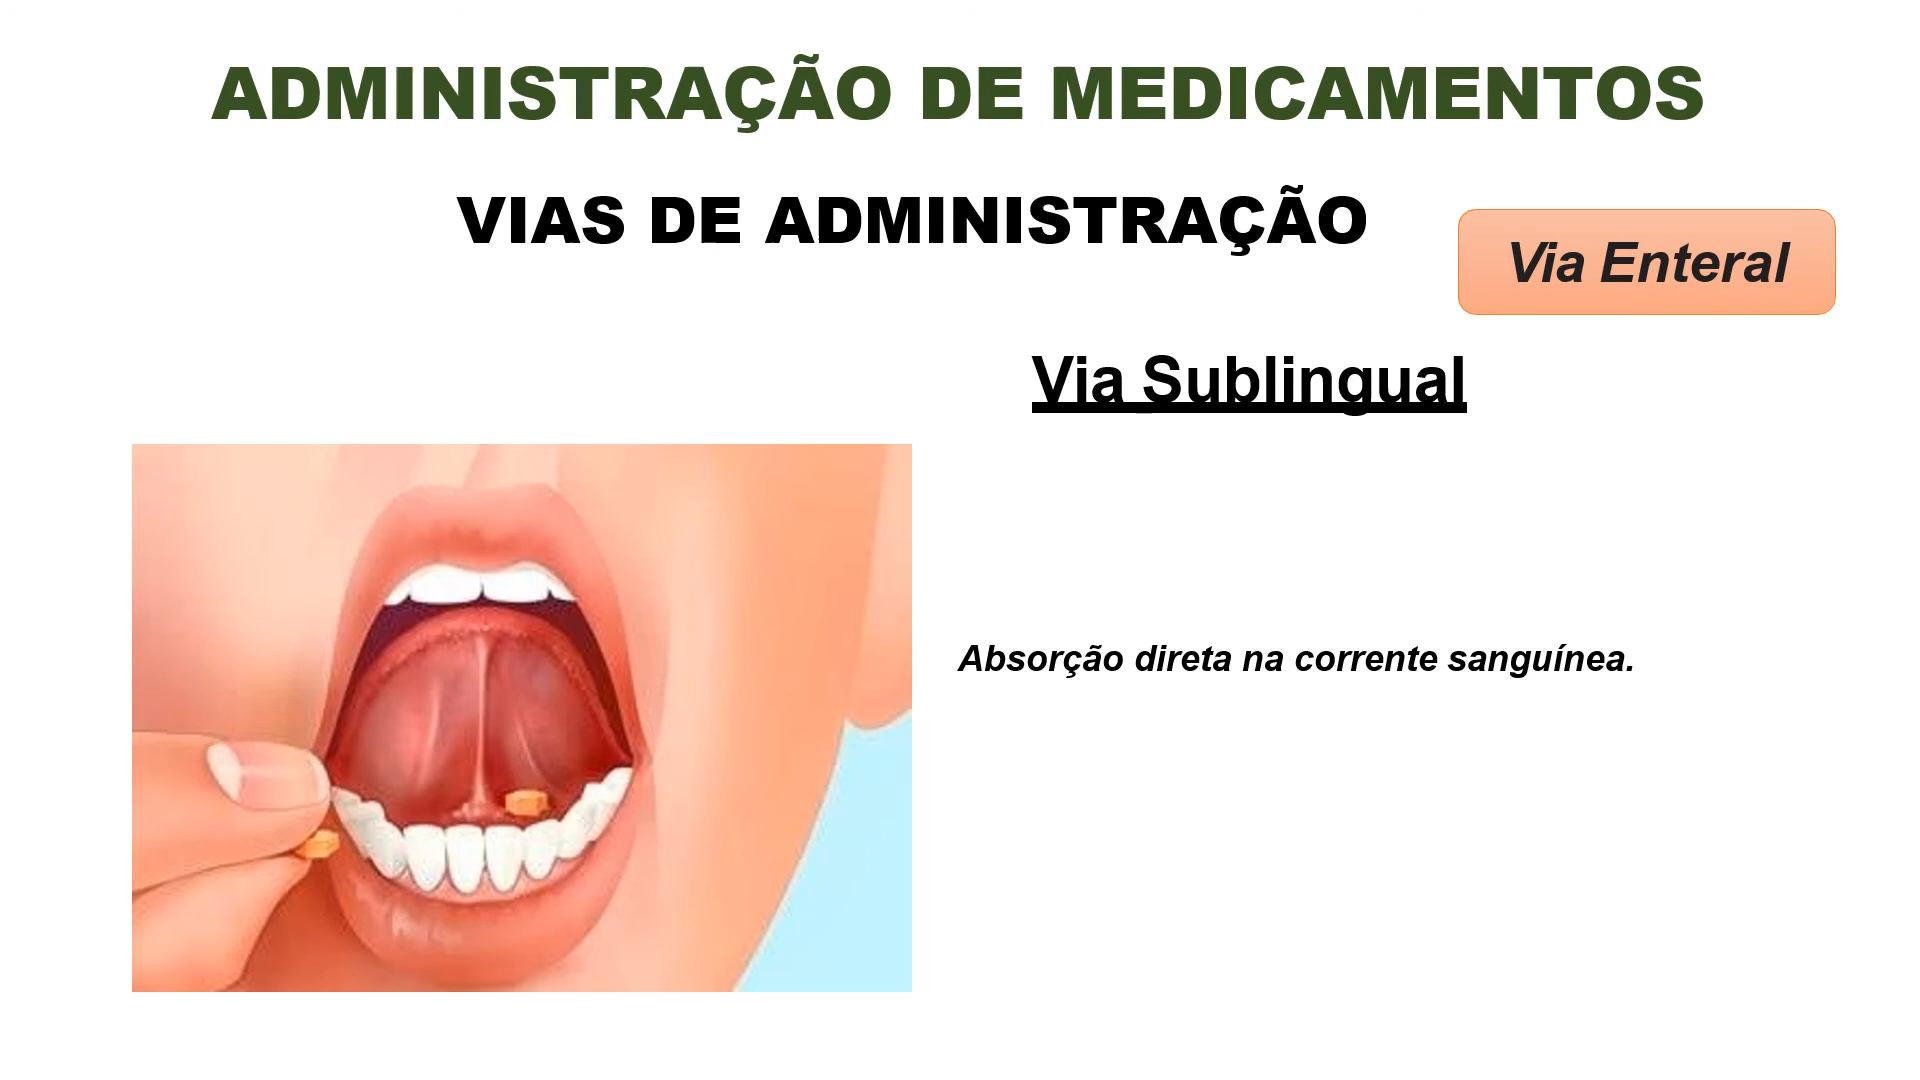 ADMINISTRAÇÃO DE MEDICAMENTOS
VIAS DE ADMINISTRAÇÃO
Via Enteral
Via Sublingual
Absorção direta na corrente sanguínea.